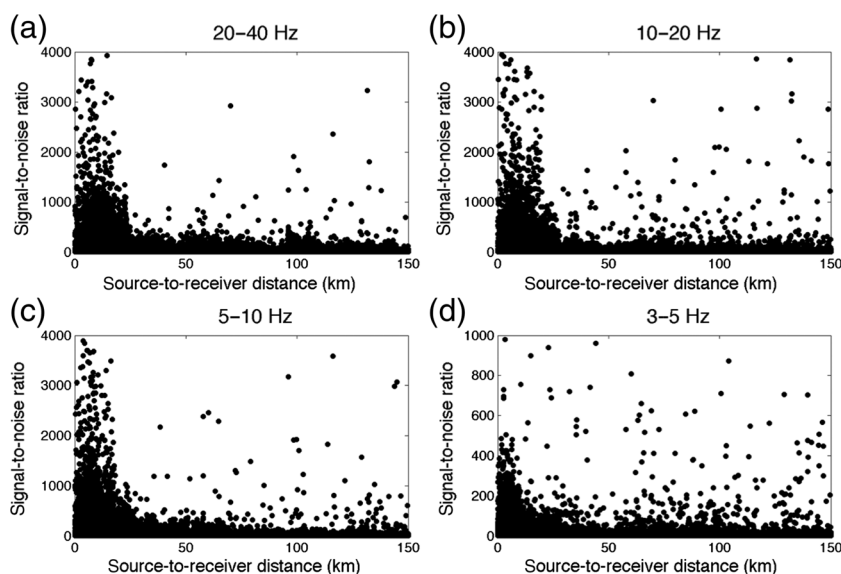 (a)
20–40 Hz
4000
3000
2000
1000
0
0
50
100
150
Signal-to-noise ratio
Source-to-receiver distance (km)
(b)
10–20 Hz
4000
3000
2000
1000
0
0
50
100
150
Signal-to-noise ratio
Source-to-receiver distance (km)
(c)
5–10 Hz
4000
3000
2000
1000
0
0
50
100
150
Signal-to-noise ratio
Source-to-receiver distance (km)
(d)
3–5 Hz
1000
800
600
400
200
0
0
50
100
150
Signal-to-noise ratio
Source-to-receiver distance (km)